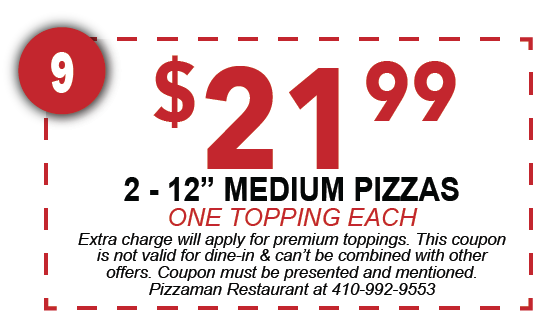 9
$21.99
2 - 12” MEDIUM PIZZAS
ONE TOPPING EACH
Extra charge will apply for premium toppings. This coupon
is not valid for dine-in & can’t be combined with other
offers. Coupon must be presented and mentioned.
Pizzaman Restaurant at 410-992-9553